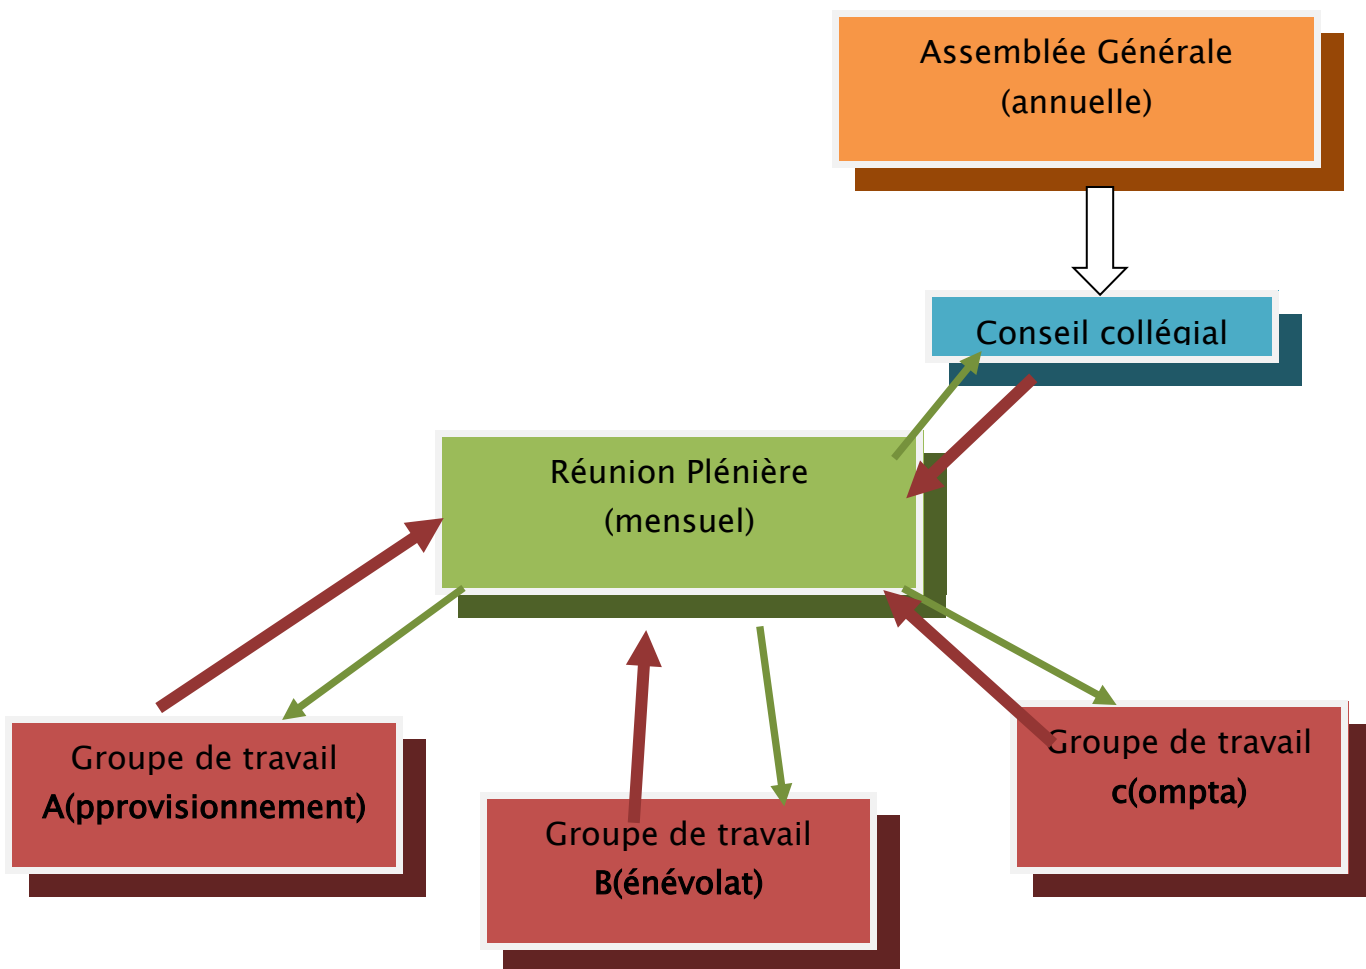 Assemblée Générale
(annuelle)
Conseil collégial
Réunion Plénière
(mensuel)
Groupe de travail
A(pprovisionnement)
Groupe de travail
B(énévolat)
Groupe de travail
c(ompta)